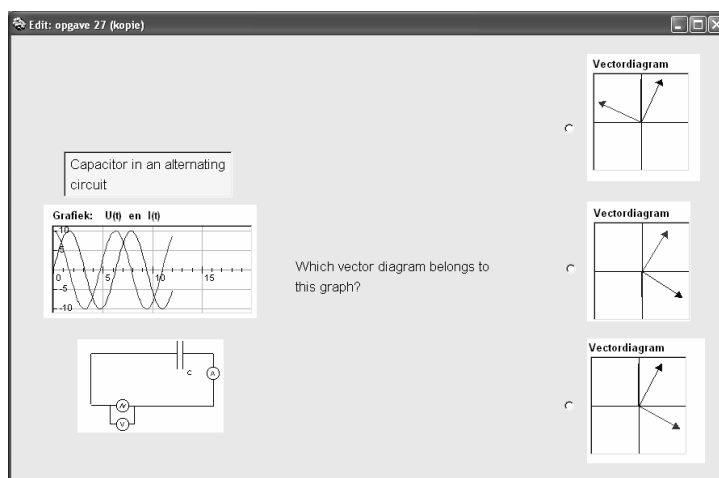 Edit: opgave 27 (kopie)
Vectordiagram
Capacitor in an alternating
circuit
Grafiek: U(t) en I(t)
10
5
0
5
10
15
-5
-10
Which vector diagram belongs to
this graph?
Vectordiagram
C
A
V
Vectordiagram